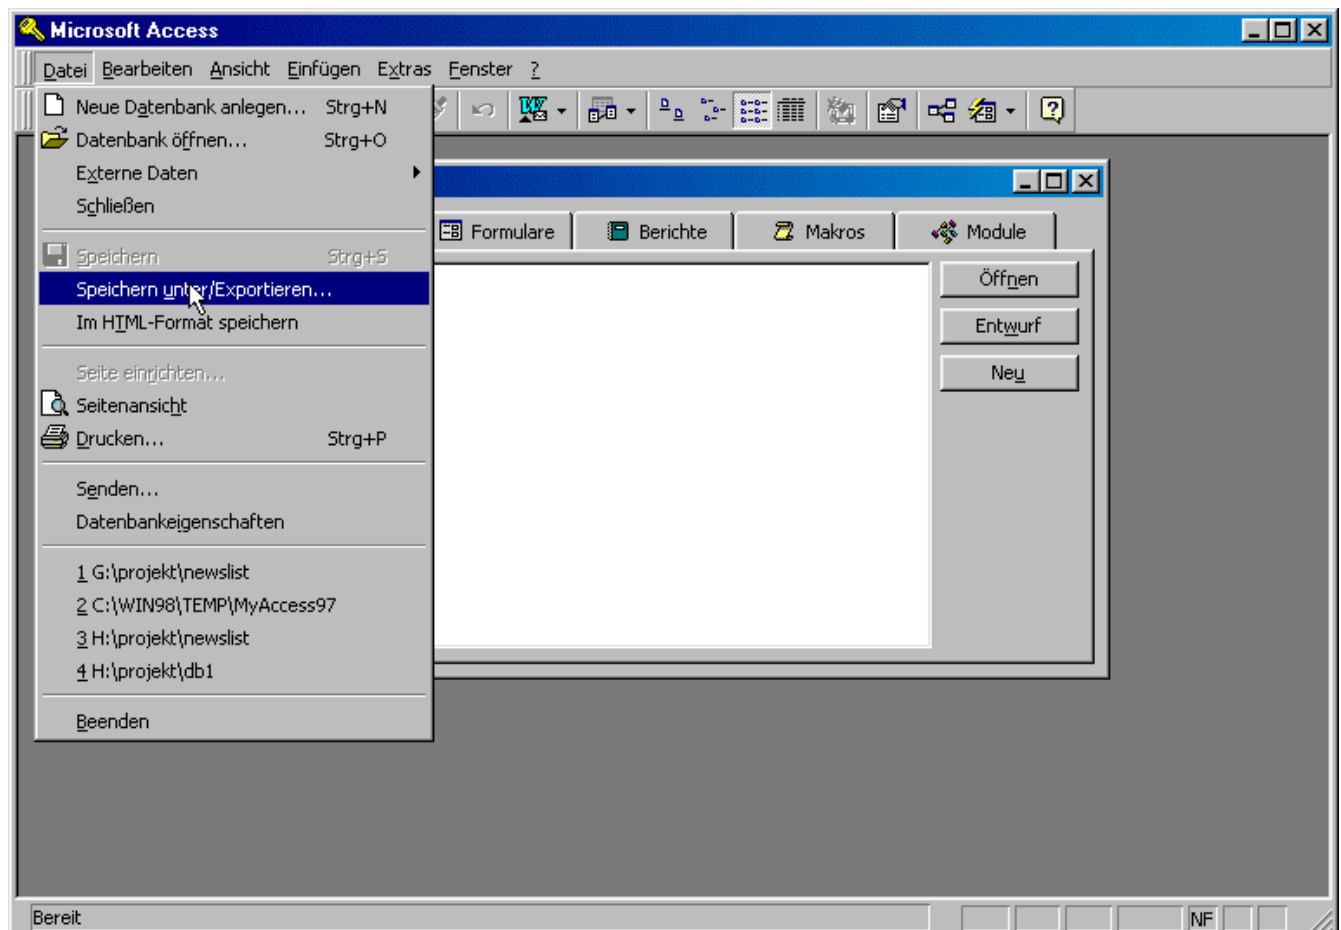 Microsoft Access
Datei Bearbeiten Ansicht Einfügen Extras Fenster ?
Neue Datenbank anlegen... Strg+N
Datenbank öffnen... Strg+O
Externe Daten
Schließen
Speichern Strg+S
Speichern unter/Exportieren...
Im HTML-Format speichern
Seite einrichten...
Seitenansicht
Drucken... Strg+P
Senden...
Datenbankeigenschaften
1 G:\projekt\newslist
2 C:\WIN98\TEMP\MyAccess97
3 H:\projekt\newslist
4 H:\projekt\db1
Beenden
Formulare Berichte Makros Module
Öffnen
Entwurf
Neu
Bereit NF